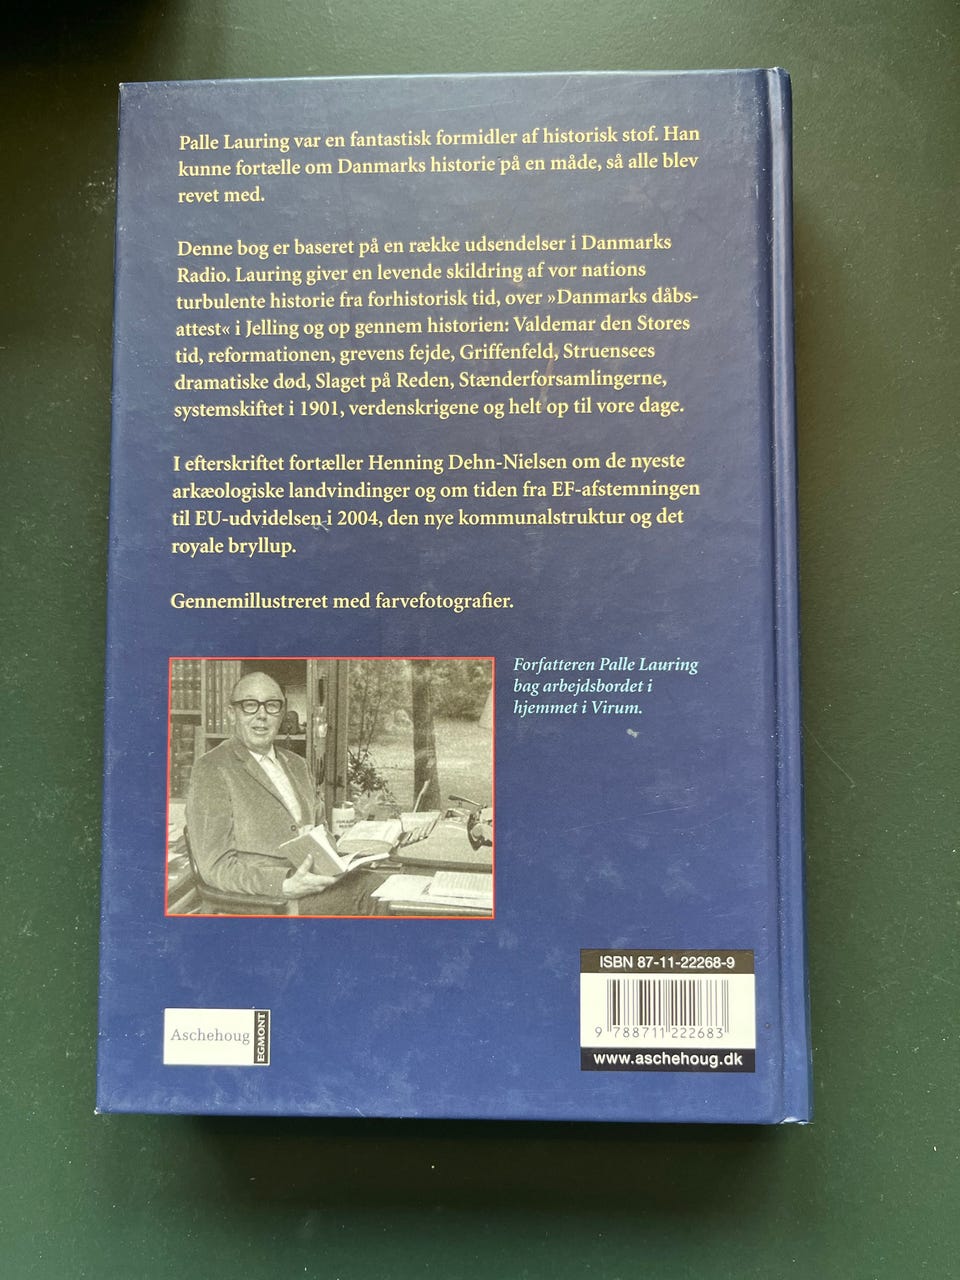 Palle Lauring var en fantastisk formidler af historisk stof. Han
kunne fortælle om Danmarks historie på en måde, så alle blev
revet med.
Denne bog er baseret på en række udsendelser i Danmarks
Radio. Lauring giver en levende skildring af vor nations
turbulente historie fra forhistorisk tid, over »Danmarks dåbs-
attest« i Jelling og op gennem historien: Valdemar den Stores
tid, reformationen, grevens fejde, Griffenfeld, Struensees
dramatiske død, Slaget på Reden, Stænderforsamlingerne,
systemskiftet i 1901, verdenskrigene og helt op til vore dage.
I efterskriftet fortæller Henning Dehn-Nielsen om de nyeste
arkæologiske landvindinger og om tiden fra EF-afstemningen
til EU-udvidelsen i 2004, den nye kommunalstruktur og det
royale bryllup.
Gennemillustreret med farvefotografier.
Forfatteren Palle Lauring
bag arbejdsbordet i
hjemmet i Virum.
ISBN 87-11-22268-9
9 788711 222683
www.aschehoug.dk
Aschehoug
EGMONT